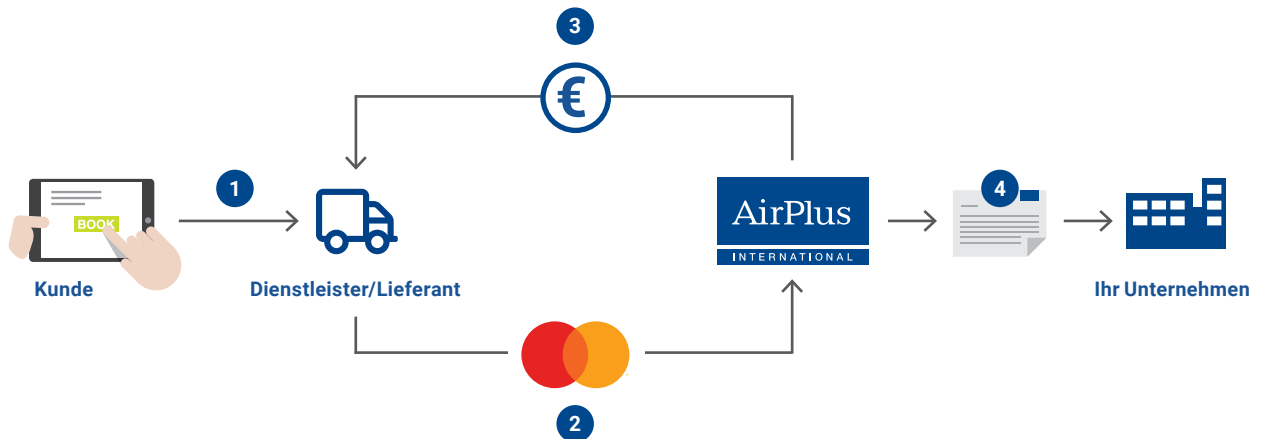 3
€
1
4
BOOK
AirPlus
INTERNATIONAL
Kunde
Dienstleister/Lieferant
Ihr Unternehmen
2